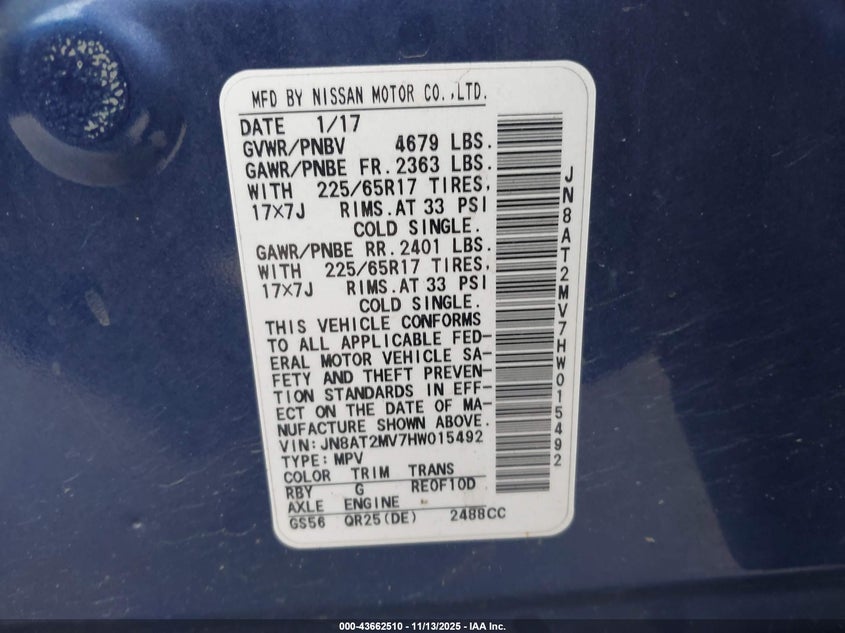 MFD BY NISSAN MOTOR CO.,LTD.
DATE 1/17
GVWR/PNBV 4679 LBS.
GAWR/PNBE FR. 2363 LBS.
WITH 225/65R17 TIRES,
17×7J RIMS. AT 33 PSI
COLD SINGLE.
GAWR/PNBE RR. 2401 LBS.
WITH 225/65R17 TIRES,
17×7J RIMS. AT 33 PSI
COLD SINGLE.
THIS VEHICLE CONFORMS
TO ALL APPLICABLE FED-
ERAL MOTOR VEHICLE SA-
FETY AND THEFT PREVEN-
TION STANDARDS IN EFF-
ECT ON THE DATE OF MA-
NUFACTURE SHOWN ABOVE.
VIN:JN8AT2MV7HW015492
TYPE: MPV
COLOR TRIM TRANS
RBY G RE0F10D
AXLE ENGINE
GS56 QR25(DE) 2488CC
JN8AT2MV7HW015492
000-43662510 - 11/13/2025 - IAA Inc.